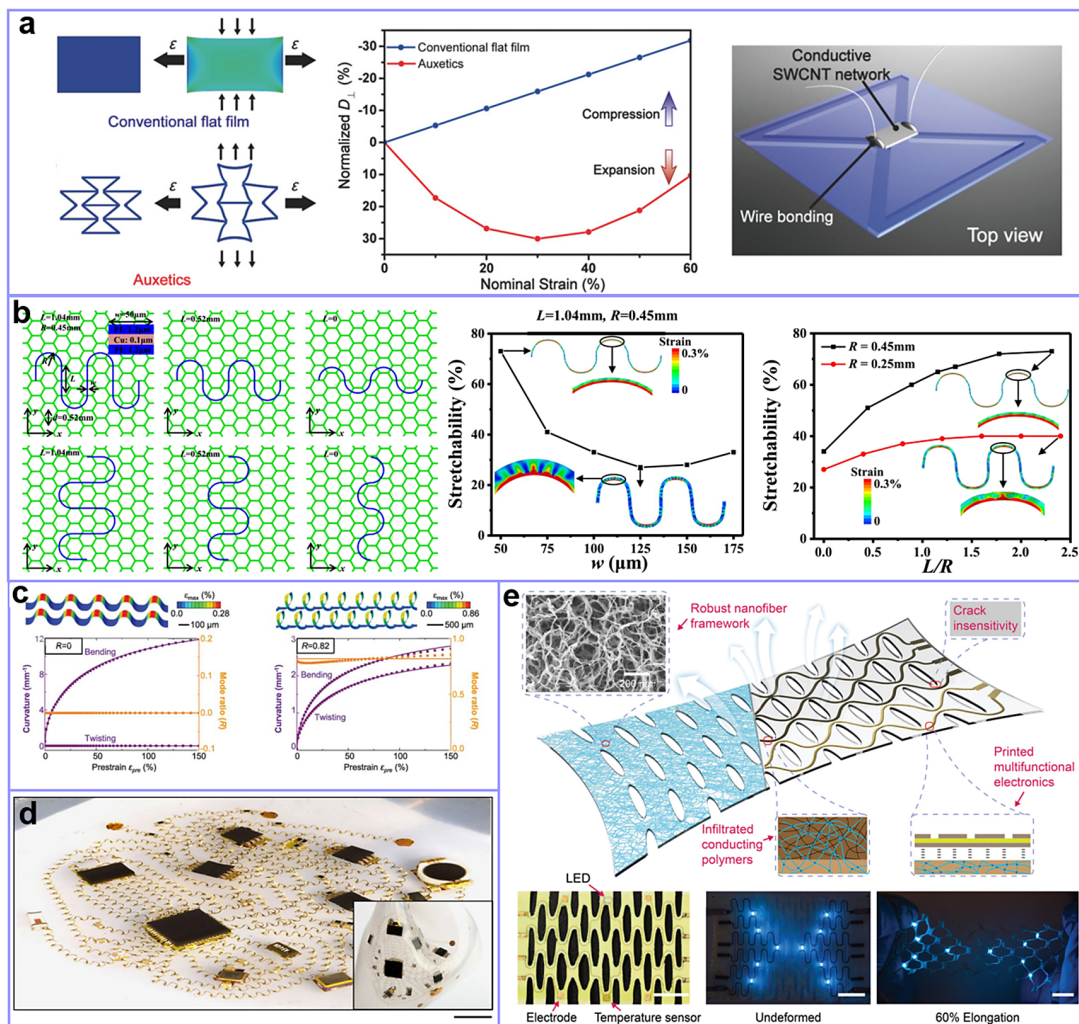 a
ε
ε
Conventional flat film
ε
ε
Auxetics
Normalized D⊥ (%)
-30
-20
-10
0
10
20
30
Conventional flat film
Auxetics
Compression
Expansion
0
20
40
60
Nominal Strain (%)
Conductive
SWCNT network
Wire bonding
Top view
b
L=1.04mm
R=0.45mm
w=50μm
Cu: 0.1μm
R
L
w
d=0.52mm
y
x
L=0.52mm
y
x
L=0
y
x
L=1.04mm
y
x
L=0.52mm
y
x
L=0
y
x
L=1.04mm, R=0.45mm
Stretchability (%)
80
60
40
20
0
Strain
0.3%
0
50
75
100
125
150
175
w (μm)
Stretchability (%)
80
60
40
20
0
R = 0.45mm
R = 0.25mm
Strain
0.3%
0
0.0
0.5
1.0
1.5
2.0
2.5
L/R
c
εmax (%)
0.0
0.28
100 μm
R=0
Curvature (mm⁻¹)
12
8
4
0
Bending
Twisting
0.2
0.1
0.0
-0.1
Mode ratio (R)
0
50
100
150
Prestrain εpre (%)
εmax (%)
0.0
0.86
500 μm
R=0.82
Curvature (mm⁻¹)
3
2
1
0
Bending
Twisting
1.0
0.5
0.0
Mode ratio (R)
0
50
100
150
Prestrain εpre (%)
d
e
Robust nanofiber
framework
200 nm
Crack
insensitivity
Printed
multifunctional
electronics
Infiltrated
conducting
polymers
LED
Electrode
Temperature sensor
Undeformed
60% Elongation